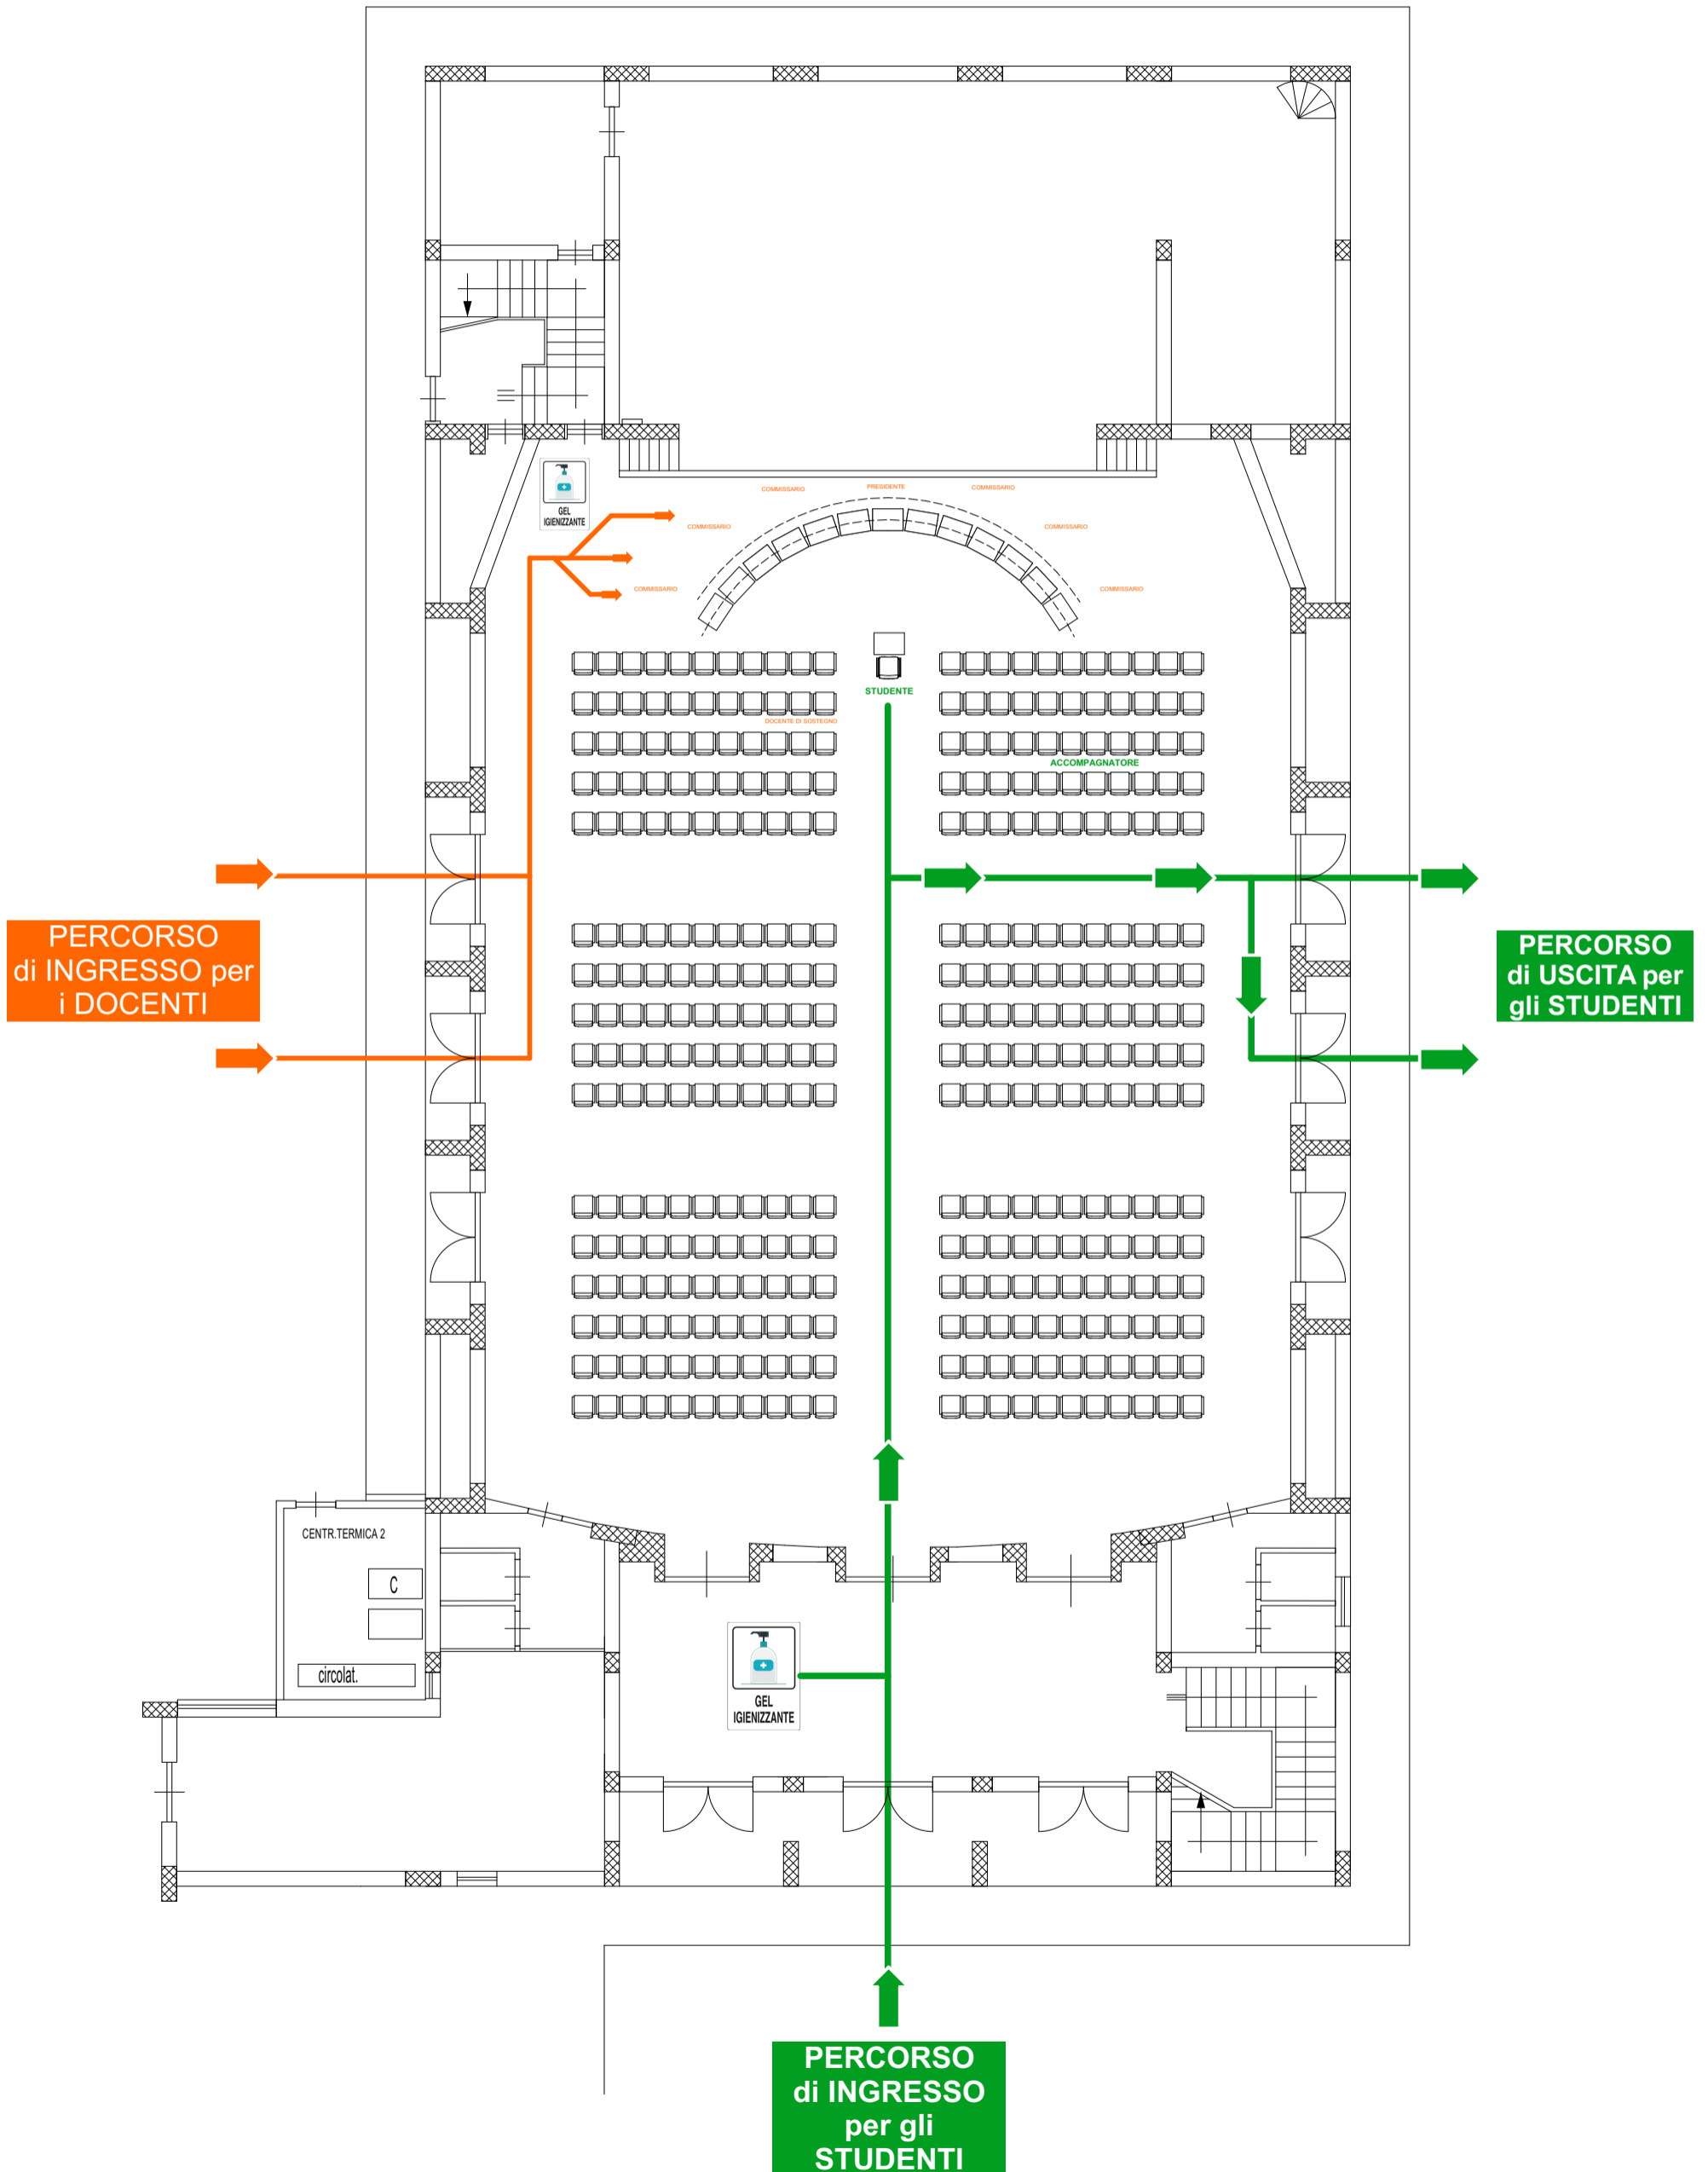 GEL
IGIENIZZANTE
COMMISSARIO
PRESIDENTE
COMMISSARIO
COMMISSARIO
COMMISSARIO
COMMISSARIO
COMMISSARIO
STUDENTE
DOCENTE DI SOSTEGNO
ACCOMPAGNATORE
PERCORSO
di INGRESSO per
i DOCENTI
PERCORSO
di USCITA per
gli STUDENTI
CENTR.TERMICA 2
C
circolat.
GEL
IGIENIZZANTE
PERCORSO
di INGRESSO
per gli
STUDENTI